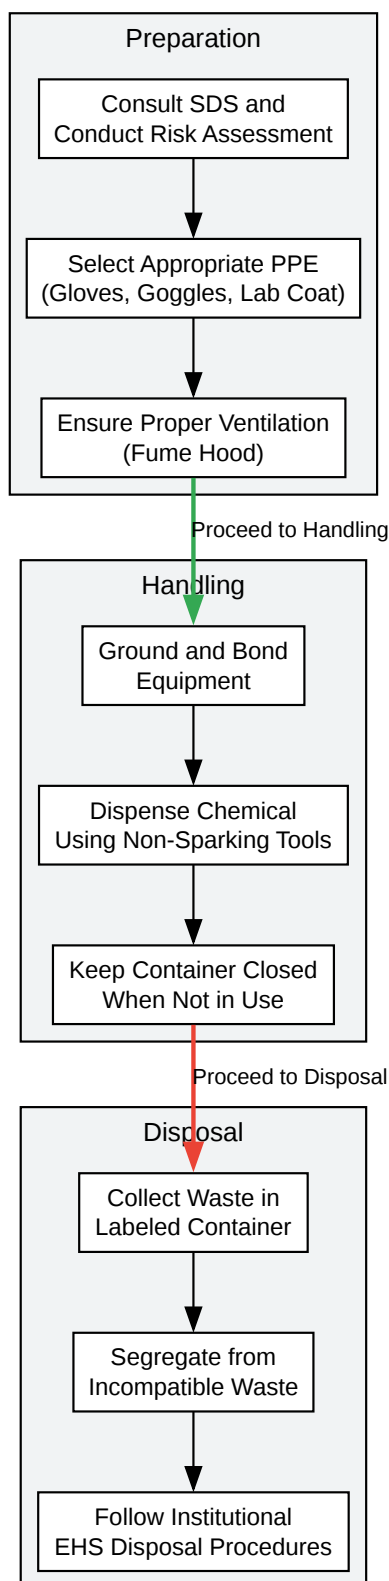 Preparation
Consult SDS and
Conduct Risk Assessment
Select Appropriate PPE
(Gloves, Goggles, Lab Coat)
Ensure Proper Ventilation
(Fume Hood)
Proceed to Handling
Handling
Ground and Bond
Equipment
Dispense Chemical
Using Non-Sparking Tools
Keep Container Closed
When Not in Use
Proceed to Disposal
Disposal
Collect Waste in
Labeled Container
Segregate from
Incompatible Waste
Follow Institutional
EHS Disposal Procedures